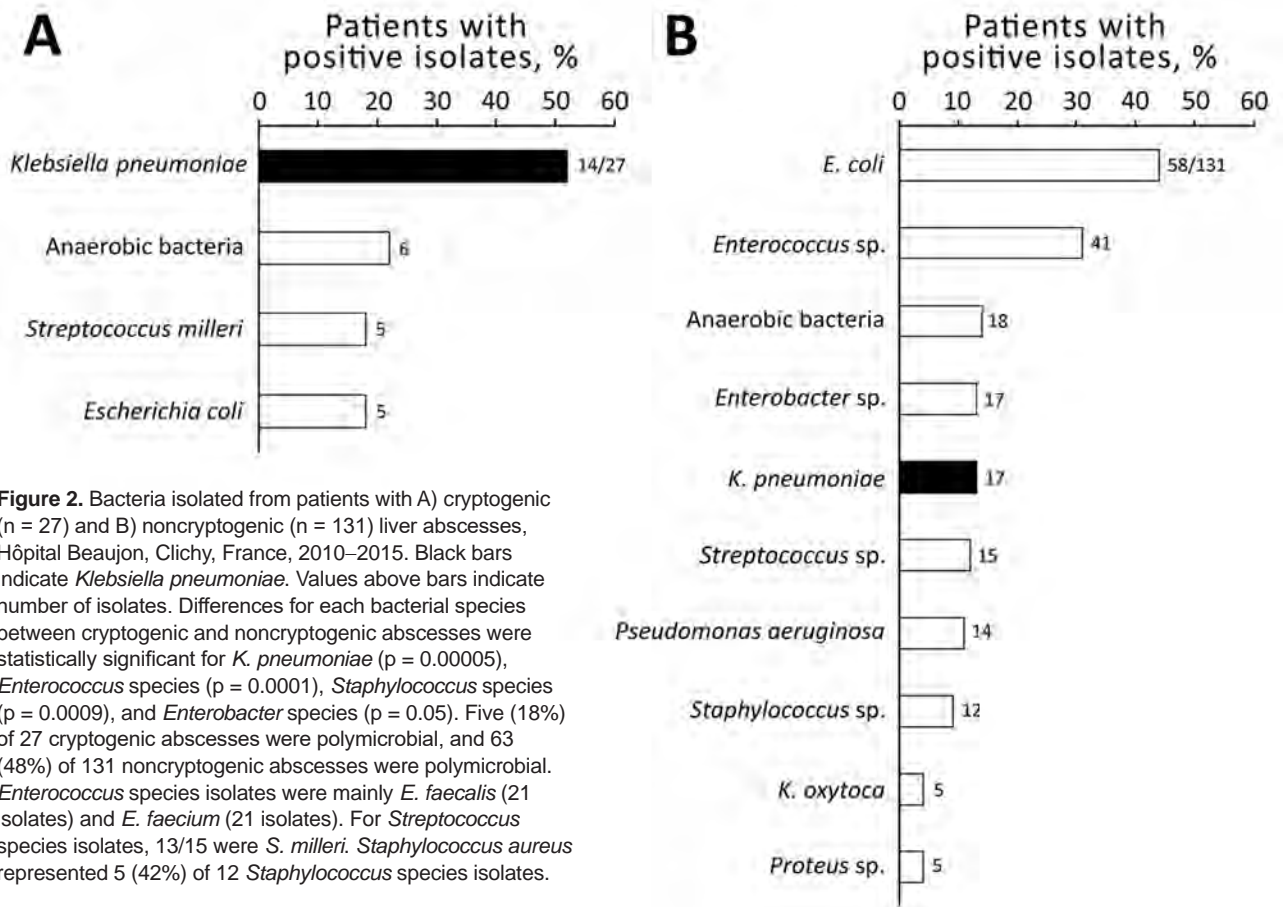 A
Patients with
positive isolates, %
0 10 20 30 40 50 60
Klebsiella pneumoniae 14/27
Anaerobic bacteria 6
Streptococcus milleri 5
Escherichia coli 5
B
Patients with
positive isolates, %
0 10 20 30 40 50 60
E. coli 58/131
Enterococcus sp. 41
Anaerobic bacteria 18
Enterobacter sp. 17
K. pneumoniae 17
Streptococcus sp. 15
Pseudomonas aeruginosa 14
Staphylococcus sp. 12
K. oxytoca 5
Proteus sp. 5
Figure 2. Bacteria isolated from patients with A) cryptogenic
(n = 27) and B) noncryptogenic (n = 131) liver abscesses,
Hôpital Beaujon, Clichy, France, 2010–2015. Black bars
indicate Klebsiella pneumoniae. Values above bars indicate
number of isolates. Differences for each bacterial species
between cryptogenic and noncryptogenic abscesses were
statistically significant for K. pneumoniae (p = 0.00005),
Enterococcus species (p = 0.0001), Staphylococcus species
(p = 0.0009), and Enterobacter species (p = 0.05). Five (18%)
of 27 cryptogenic abscesses were polymicrobial, and 63
(48%) of 131 noncryptogenic abscesses were polymicrobial.
Enterococcus species isolates were mainly E. faecalis (21
isolates) and E. faecium (21 isolates). For Streptococcus
species isolates, 13/15 were S. milleri. Staphylococcus aureus
represented 5 (42%) of 12 Staphylococcus species isolates.